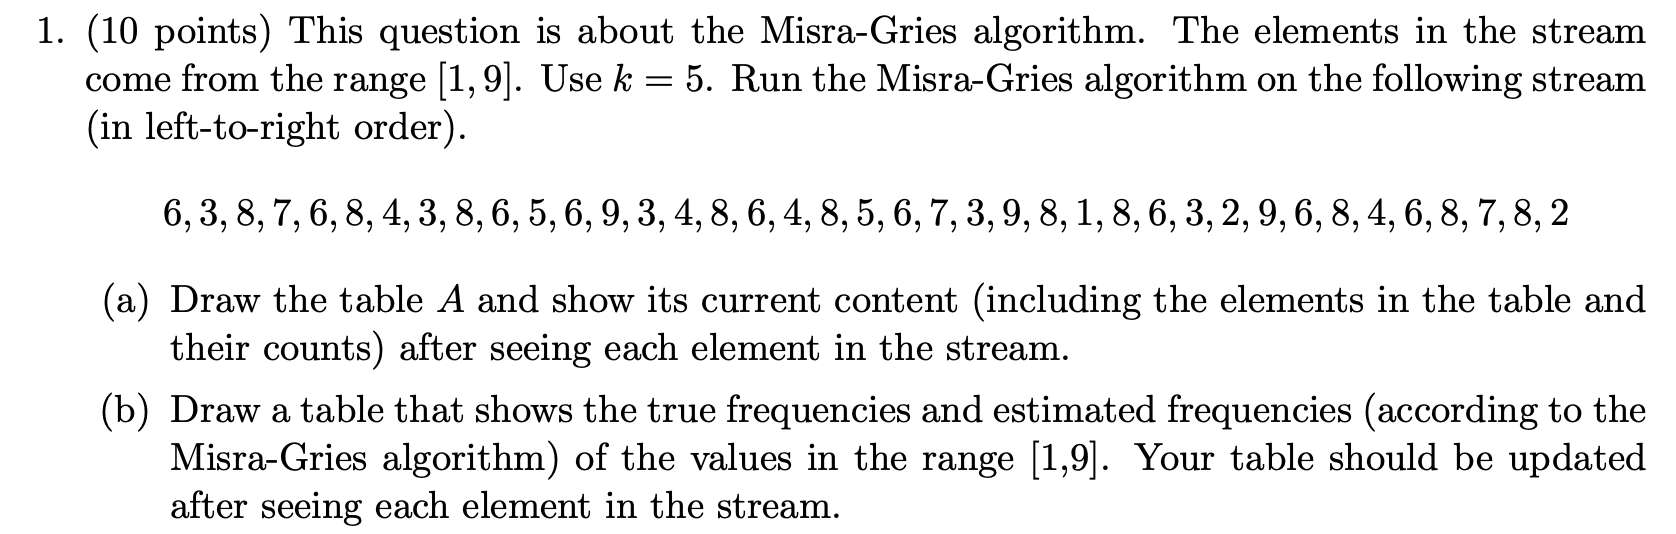 1. (10 points) This question is about the Misra-Gries algorithm. The elements in the stream
come from the range [1, 9]. Use k = 5. Run the Misra-Gries algorithm on the following stream
(in left-to-right order).
6, 3, 8, 7, 6, 8, 4, 3, 8, 6, 5, 6, 9, 3, 4, 8, 6, 4, 8, 5, 6, 7, 3, 9, 8, 1, 8, 6, 3, 2, 9, 6, 8, 4, 6, 8, 7, 8, 2
(a) Draw the table A and show its current content (including the elements in the table and
their counts) after seeing each element in the stream.
(b) Draw a table that shows the true frequencies and estimated frequencies (according to the
Misra-Gries algorithm) of the values in the range [1,9]. Your table should be updated
after seeing each element in the stream.